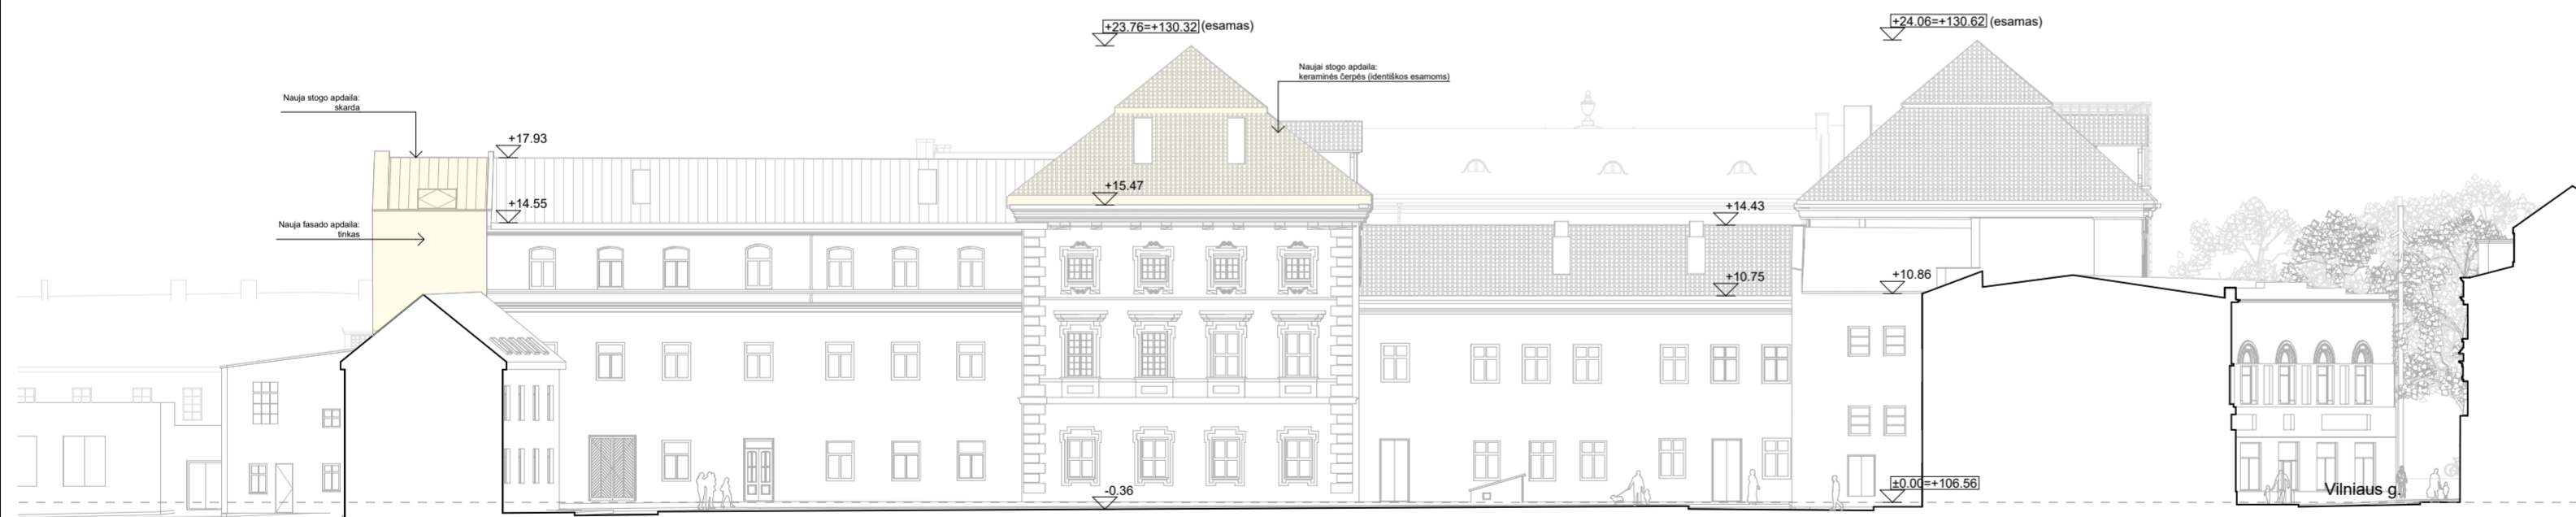 +23.76=+130.32 (esamas)
+24.06=+130.62 (esamas)
Naujai stogo apdaila:
keraminės čerpės (identiškos esamoms)
Nauja stogo apdaila:
skarda
+17.93
+15.47
+14.55
+14.43
Nauja fasado apdaila:
tinkas
+10.75
+10.86
-0.36
±0.00=+106.56
Vilniaus g.